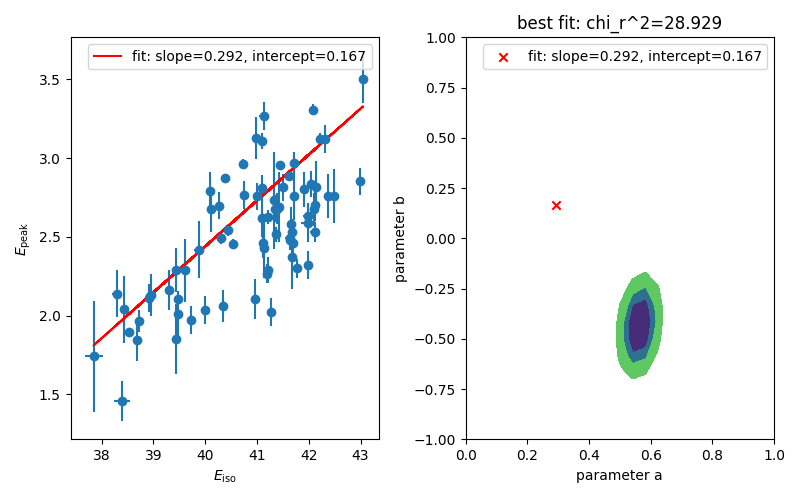 best fit: chi_r^2=28.929
fit: slope=0.292, intercept=0.167
3.5
3.0
2.5
2.0
1.5
E_peak
38 39 40 41 42 43
E_iso
fit: slope=0.292, intercept=0.167
1.00
0.75
0.50
0.25
0.00
−0.25
−0.50
−0.75
−1.00
parameter b
0.0 0.2 0.4 0.6 0.8 1.0
parameter a